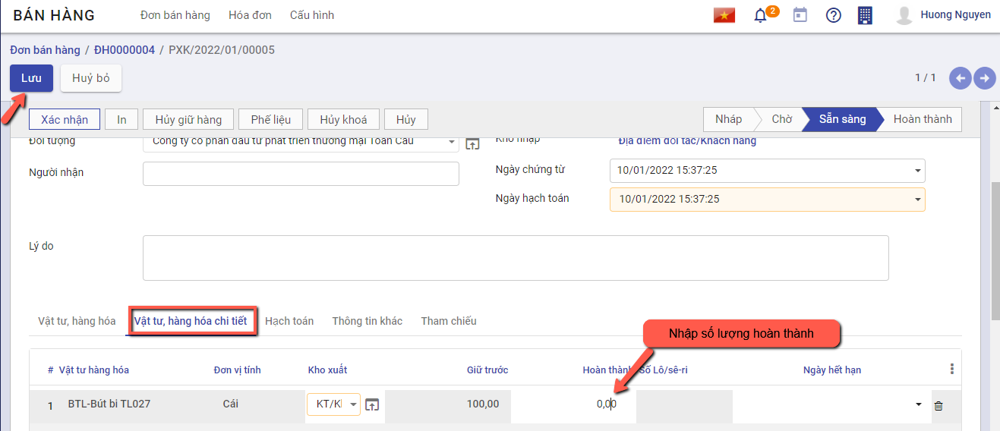 BÁN HÀNG Đơn bán hàng Hóa đơn Cấu hình 2 Huong Nguyen
Đơn bán hàng / ĐH0000004 / PXK/2022/01/00005
Lưu Huỷ bỏ 1 / 1
Xác nhận In Hủy giữ hàng Phế liệu Hủy khoá Hủy Nháp Chờ Sẵn sàng Hoàn thành
Đối tượng Công ty cổ phần đầu tư phát triển thương mại Toàn Cầu Kho nhập Địa điểm đối tác/Khách hàng
Người nhận Ngày chứng từ 10/01/2022 15:37:25
Ngày hạch toán 10/01/2022 15:37:25
Lý do
Vật tư, hàng hóa Vật tư, hàng hóa chi tiết Hạch toán Thông tin khác Tham chiếu
Nhập số lượng hoàn thành
# Vật tư hàng hóa Đơn vị tính Kho xuất Giữ trước Hoàn thành Số Lô/sê-ri Ngày hết hạn
1 BTL-Bút bi TL027 Cái KT/K 100,00 0,00